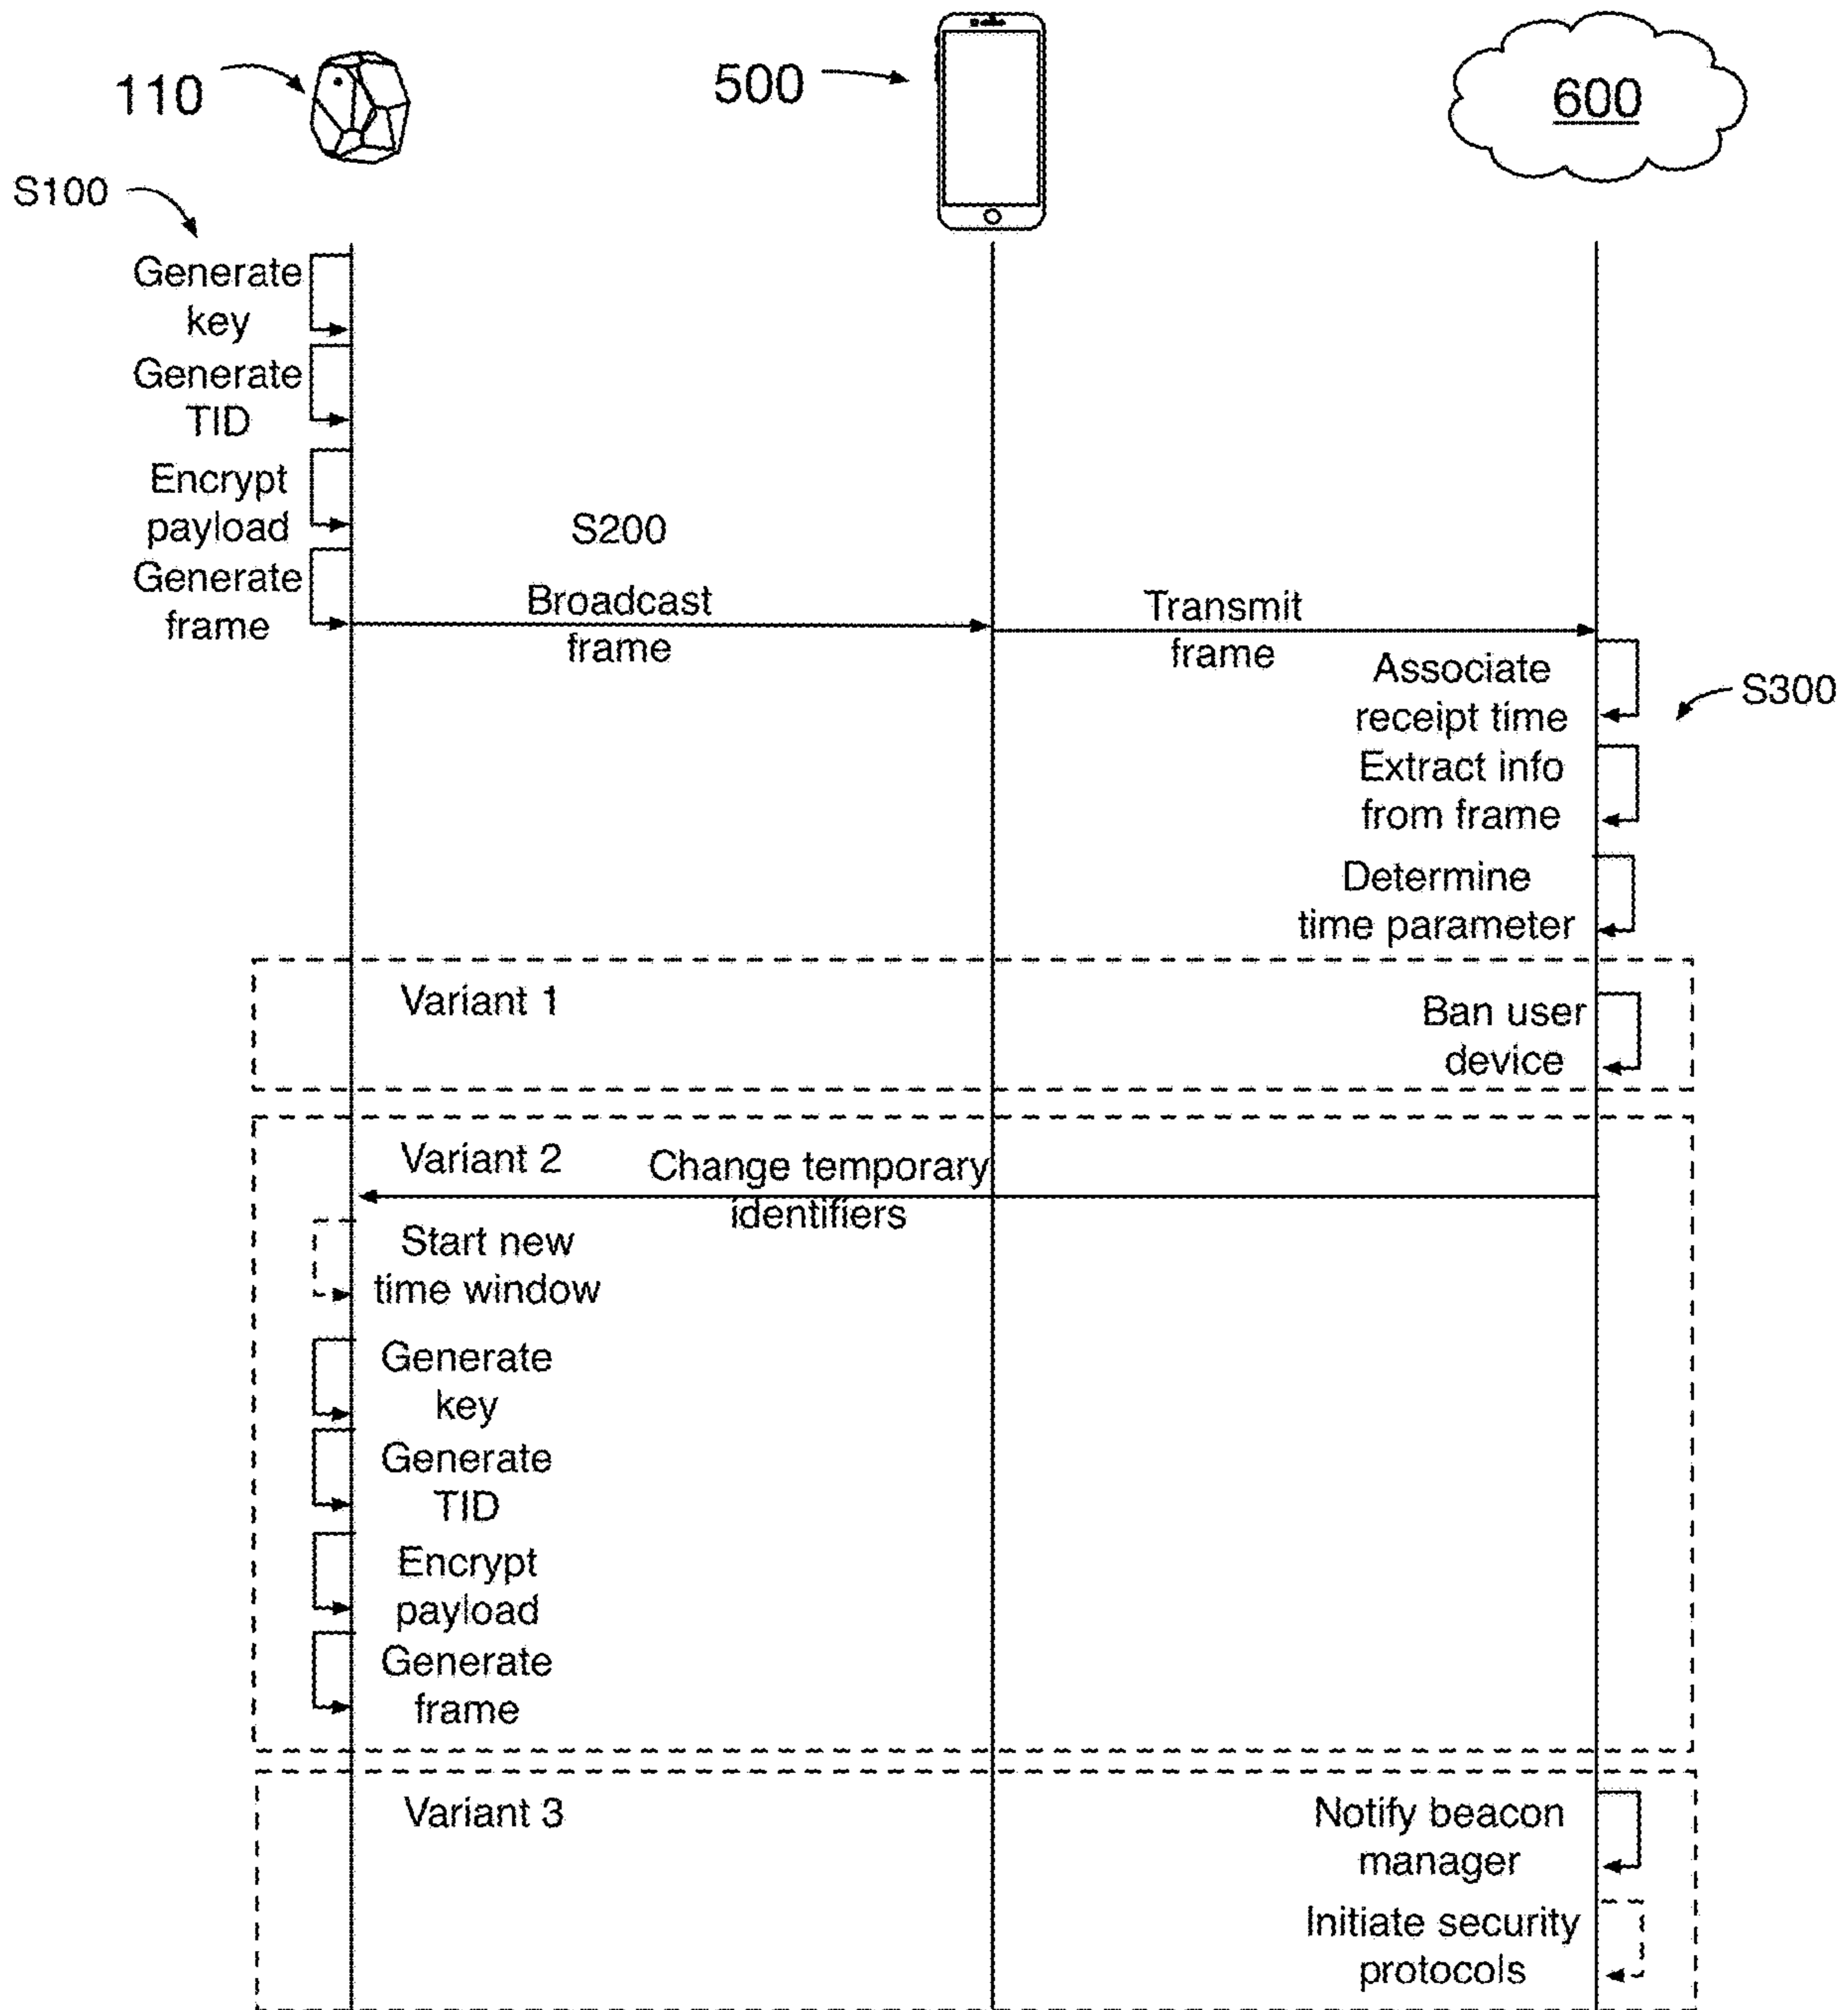 110
500
600
S100
Generate
key
Generate
TID
Encrypt
payload
Generate
frame
S200
Broadcast
frame
Transmit
frame
Associate
receipt time
S300
Extract info
from frame
Determine
time parameter
Variant 1
Ban user
device
Variant 2
Change temporary
identifiers
Start new
time window
Generate
key
Generate
TID
Encrypt
payload
Generate
frame
Variant 3
Notify beacon
manager
Initiate security
protocols